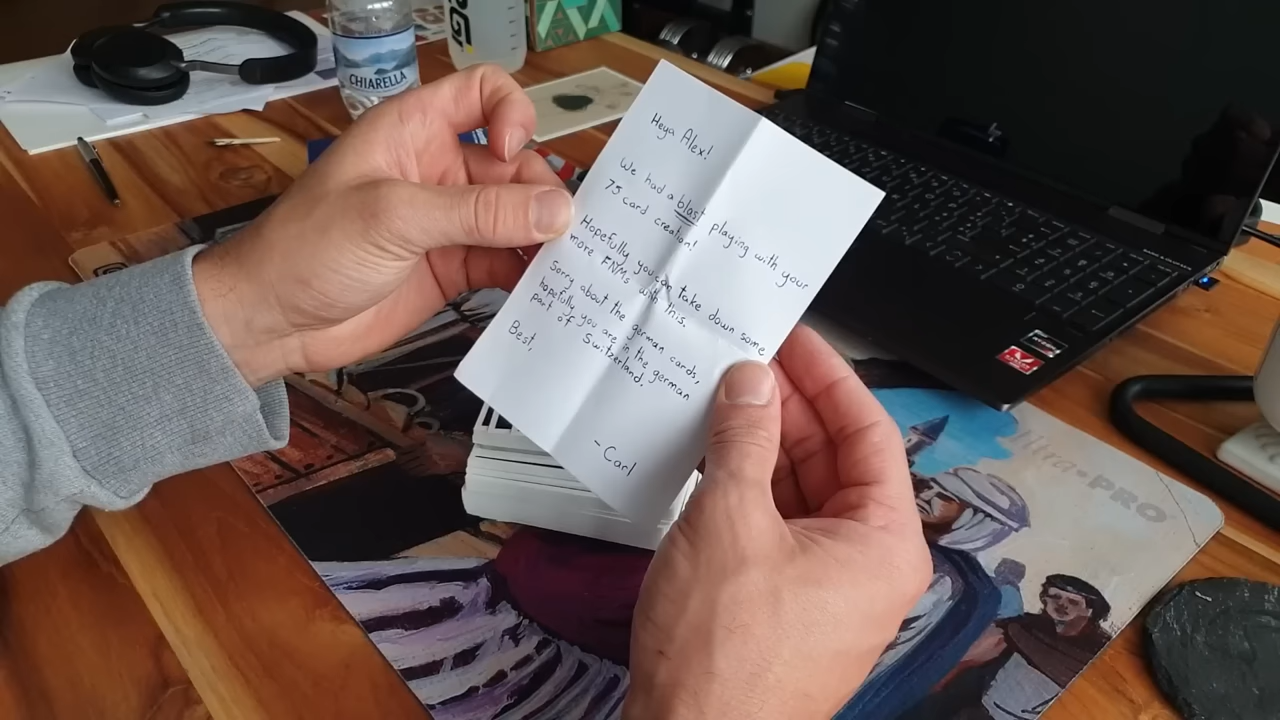 CHIARELLA
Heya Alex!
We had a blast playing with your
75 card creation!
Hopefully you can take down some
more FNMs with this.
Sorry about the german cards,
hopefully you are in the german
part of Switzerland.
Best,
- Carl
Ultra•PRO